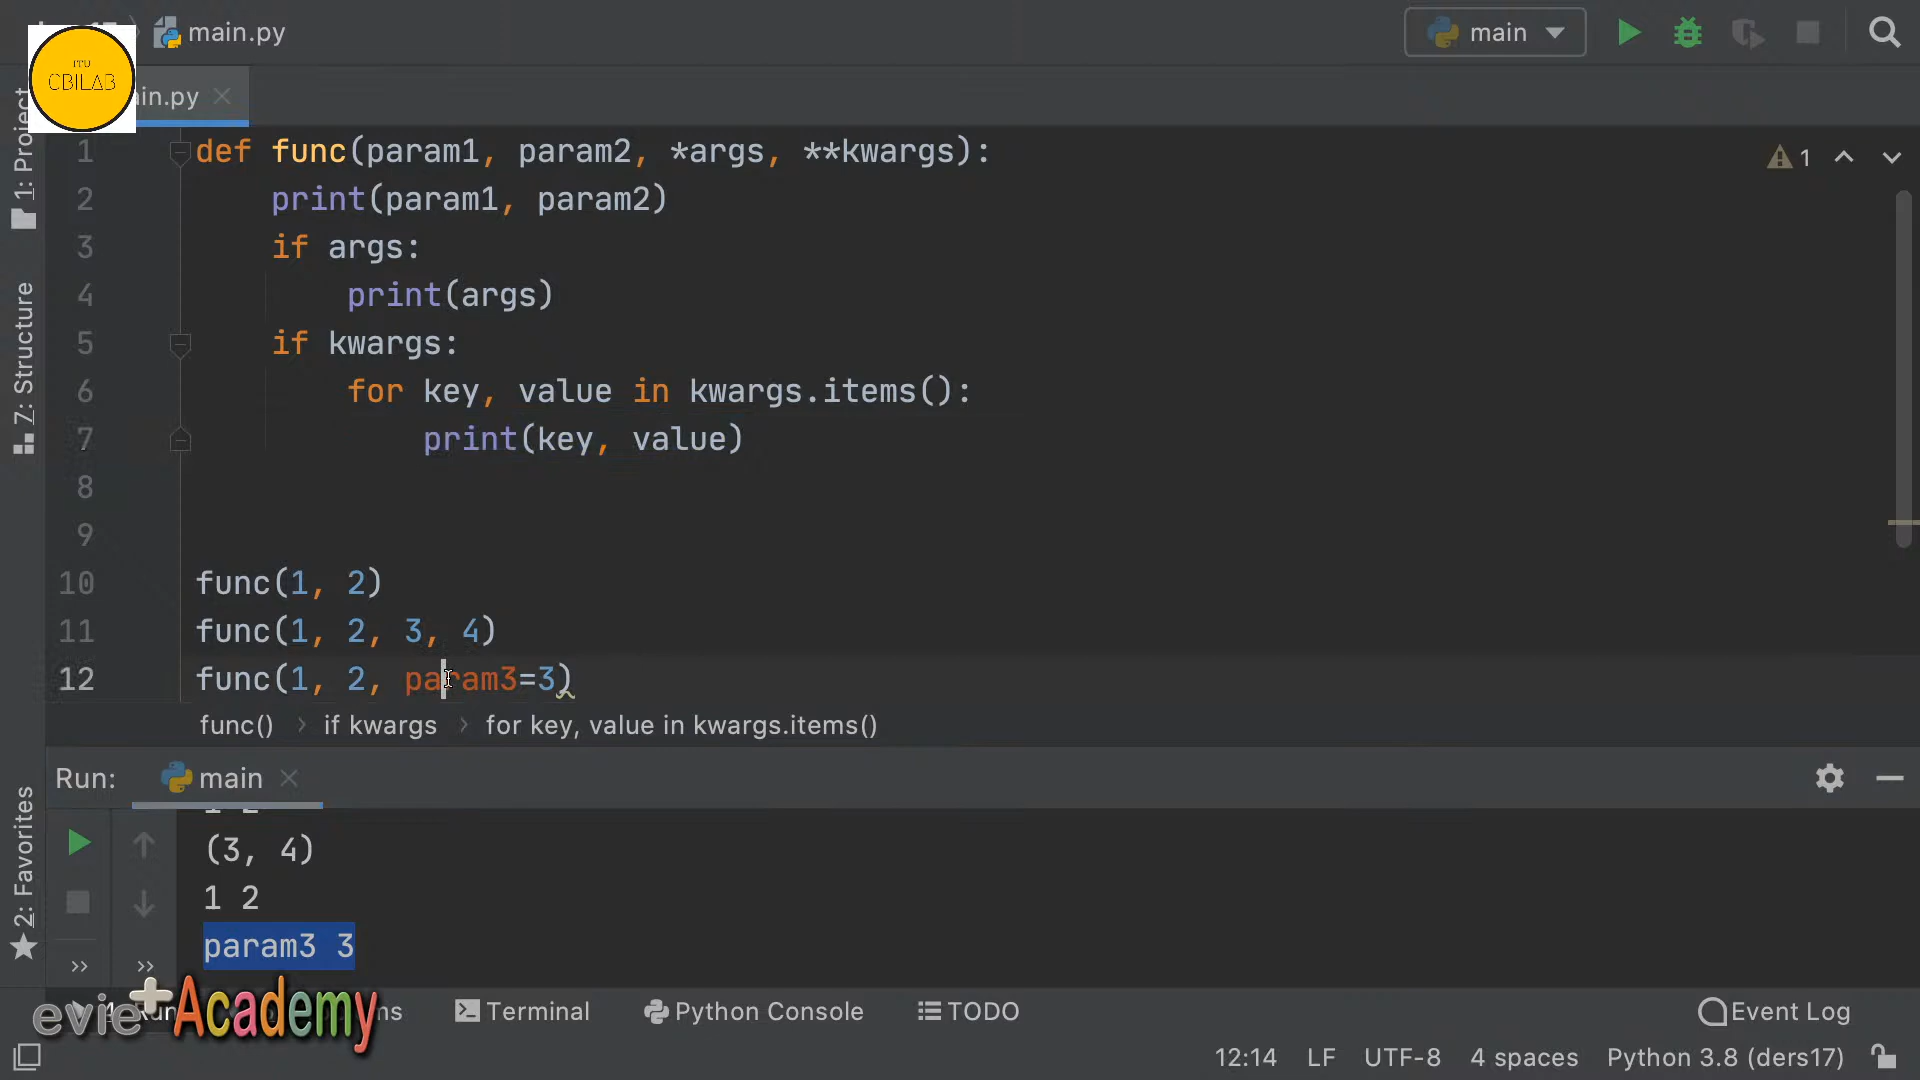 main.py
main
ITU
CBILAB
in.py
1: Project
1 def func(param1, param2, *args, **kwargs):
1
2     print(param1, param2)
3     if args:
4         print(args)
5     if kwargs:
6         for key, value in kwargs.items():
7             print(key, value)
8
9
10 func(1, 2)
11 func(1, 2, 3, 4)
12 func(1, 2, param3=3)
Z: Structure
func() > if kwargs > for key, value in kwargs.items()
Run: main
(3, 4)
1 2
param3 3
2: Favorites
evie+Academy
Terminal
Python Console
TODO
Event Log
12:14 LF UTF-8 4 spaces Python 3.8 (ders17)